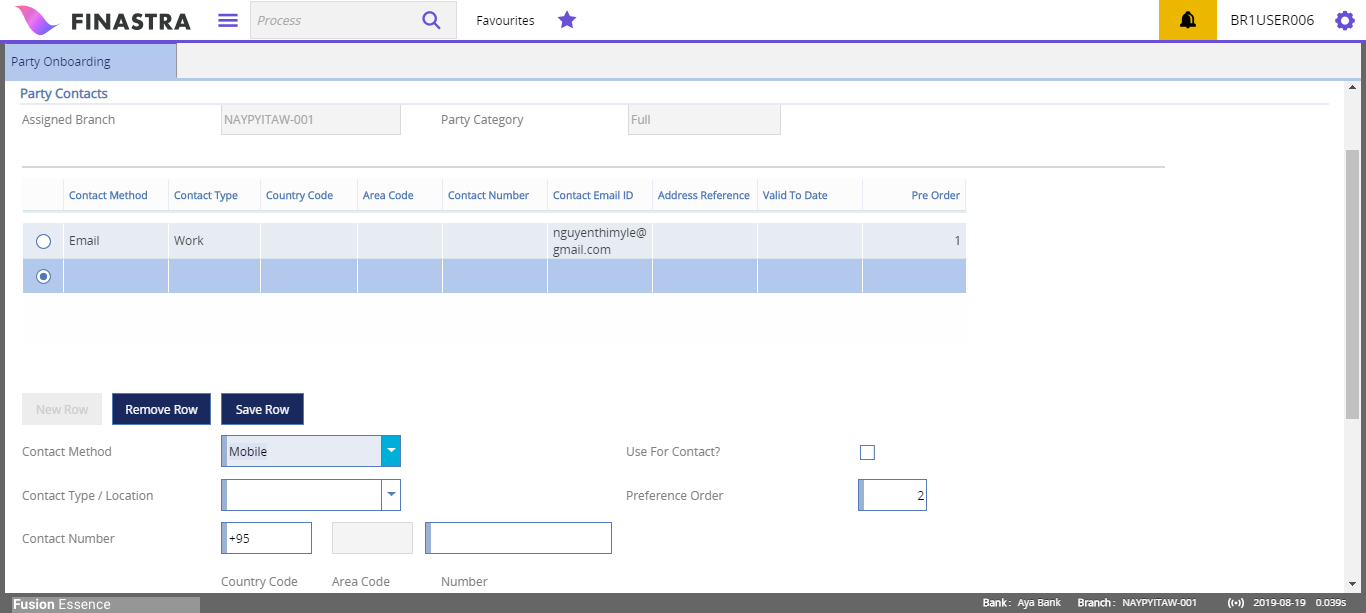 FINASTRA Process Favourites BR1USER006
Party Onboarding
Party Contacts
Assigned Branch NAYPYITAW-001 Party Category Full
Contact Method Contact Type Country Code Area Code Contact Number Contact Email ID Address Reference Valid To Date Pre Order
Email Work nguyenthimyle@ 1
gmail.com
New Row Remove Row Save Row
Contact Method Mobile Use For Contact?
Contact Type / Location Preference Order 2
Contact Number +95
Country Code Area Code Number
Fusion Essence Bank : Aya Bank Branch : NAYPYITAW-001 2019-08-19 0.039s